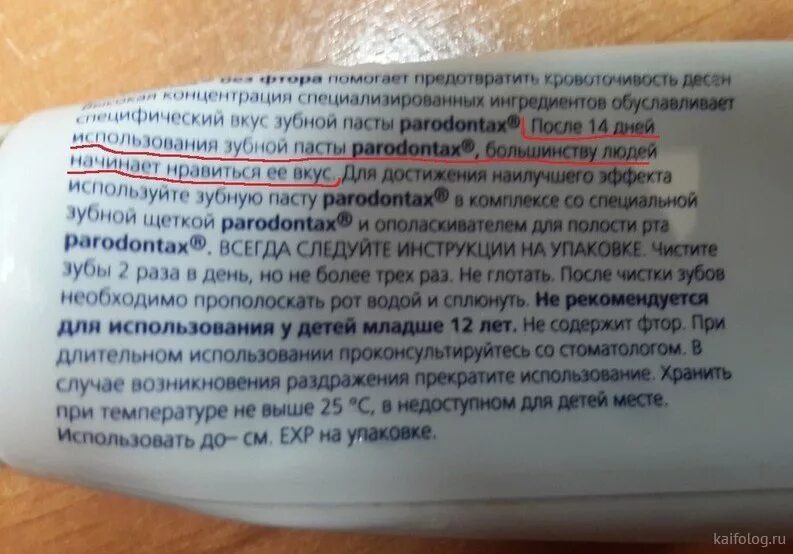 без фтора помогает предотвратить кровоточивость десен
высокая концентрация специализированных ингредиентов обуславливает
специфический вкус зубной пасты parodontax®. После 14 дней
использования зубной пасты parodontax®, большинству людей
начинает нравиться ее вкус. Для достижения наилучшего эффекта
используйте зубную пасту parodontax® в комплексе со специальной
зубной щеткой parodontax® и ополаскивателем для полости рта
parodontax®. ВСЕГДА СЛЕДУЙТЕ ИНСТРУКЦИИ НА УПАКОВКЕ. Чистите
зубы 2 раза в день, но не более трех раз. Не глотать. После чистки зубов
необходимо прополоскать рот водой и сплюнуть. Не рекомендуется
для использования у детей младше 12 лет. Не содержит фтор. При
длительном использовании проконсультируйтесь со стоматологом. В
случае возникновения раздражения прекратите использование. Хранить
при температуре не выше 25 °C, в недоступном для детей месте.
Использовать до– см. EXP на упаковке.
kaifolog.ru